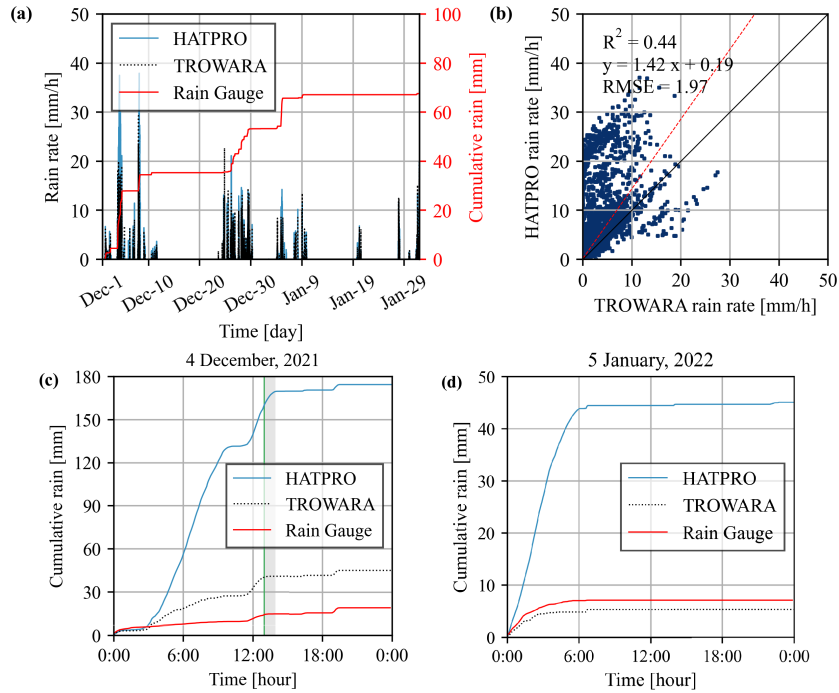 (a)
50
40
30
20
10
0
Rain rate [mm/h]
HATPRO
TROWARA
Rain Gauge
100
80
60
40
20
0
Cumulative rain [mm]
Dec-1
Dec-10
Dec-20
Dec-30
Jan-9
Jan-19
Jan-29
Time [day]
(b)
50
40
30
20
10
0
HATPRO rain rate [mm/h]
R² = 0.44
y = 1.42 x + 0.19
RMSE = 1.97
0
10
20
30
40
50
TROWARA rain rate [mm/h]
4 December, 2021
(c)
180
150
120
90
60
30
0
Cumulative rain [mm]
HATPRO
TROWARA
Rain Gauge
0:00
6:00
12:00
18:00
0:00
Time [hour]
5 January, 2022
(d)
50
40
30
20
10
0
Cumulative rain [mm]
HATPRO
TROWARA
Rain Gauge
0:00
6:00
12:00
18:00
0:00
Time [hour]